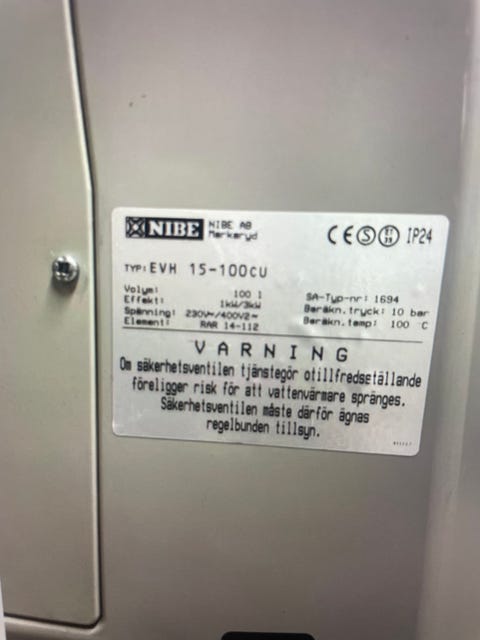 NIBE NIBE AB
Markaryd
CE S IP24
TYP: EVH 15-100CU
Volym: 100 l
Effekt: 1kW/3kW
Spänning: 230V~/400V2~
Element: RAR 14-112
SA-Typ-nr: 1694
Beräkn.tryck: 10 bar
Beräkn.temp: 100 °C
VARNING
Om säkerhetsventilen tjänstegör otillfredsställande
föreligger risk för att vattenvärmare spränges.
Säkerhetsventilen måste därför ägnas
regelbunden tillsyn.